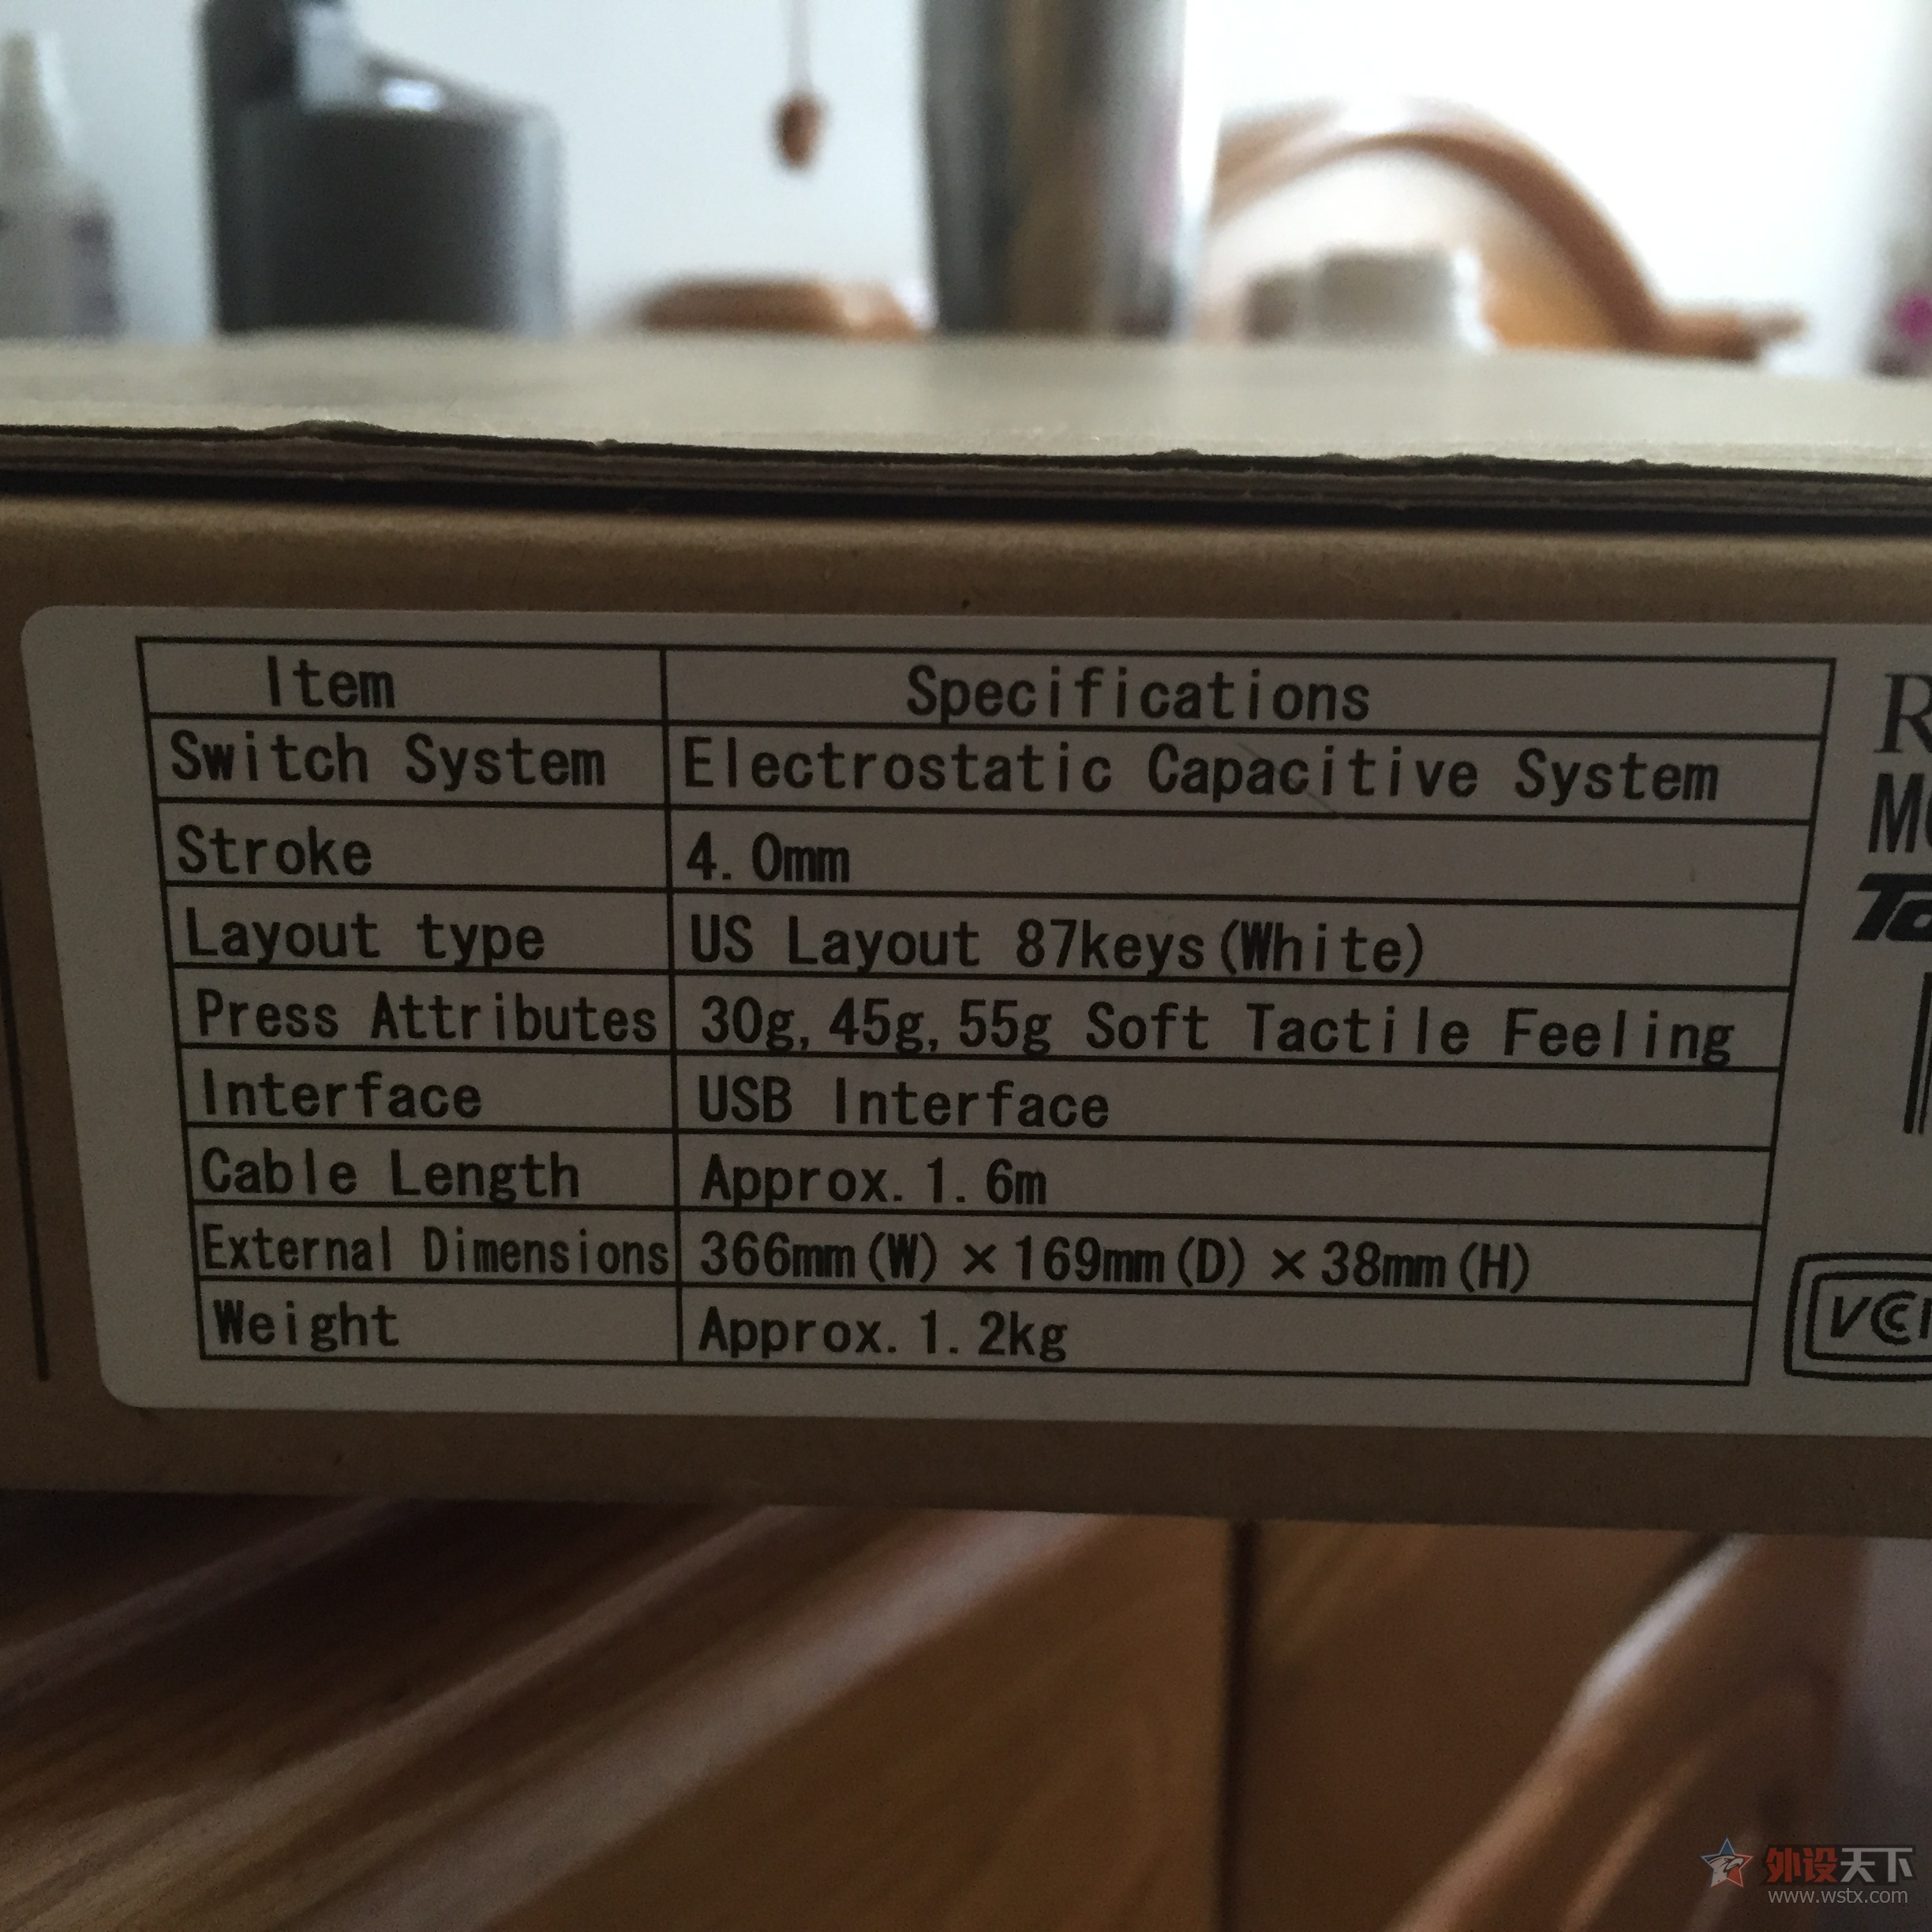 Item Specifications
Switch System Electrostatic Capacitive System
Stroke 4.0mm
Layout type US Layout 87keys(White)
Press Attributes 30g,45g,55g Soft Tactile Feeling
Interface USB Interface
Cable Length Approx.1.6m
External Dimensions 366mm(W)×169mm(D)×38mm(H)
Weight Approx.1.2kg
外设天下
www.wstx.com